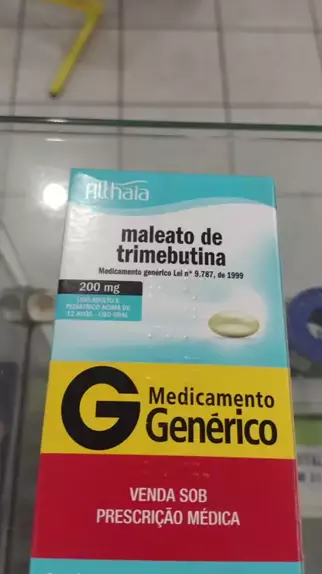 Althaia
maleato de
trimebutina
Medicamento genérico Lei nº 9.787, de 1999
200 mg
USO ADULTO E
PEDIÁTRICO ACIMA DE
12 ANOS - USO ORAL
G Medicamento
Genérico
VENDA SOB
PRESCRIÇÃO MÉDICA